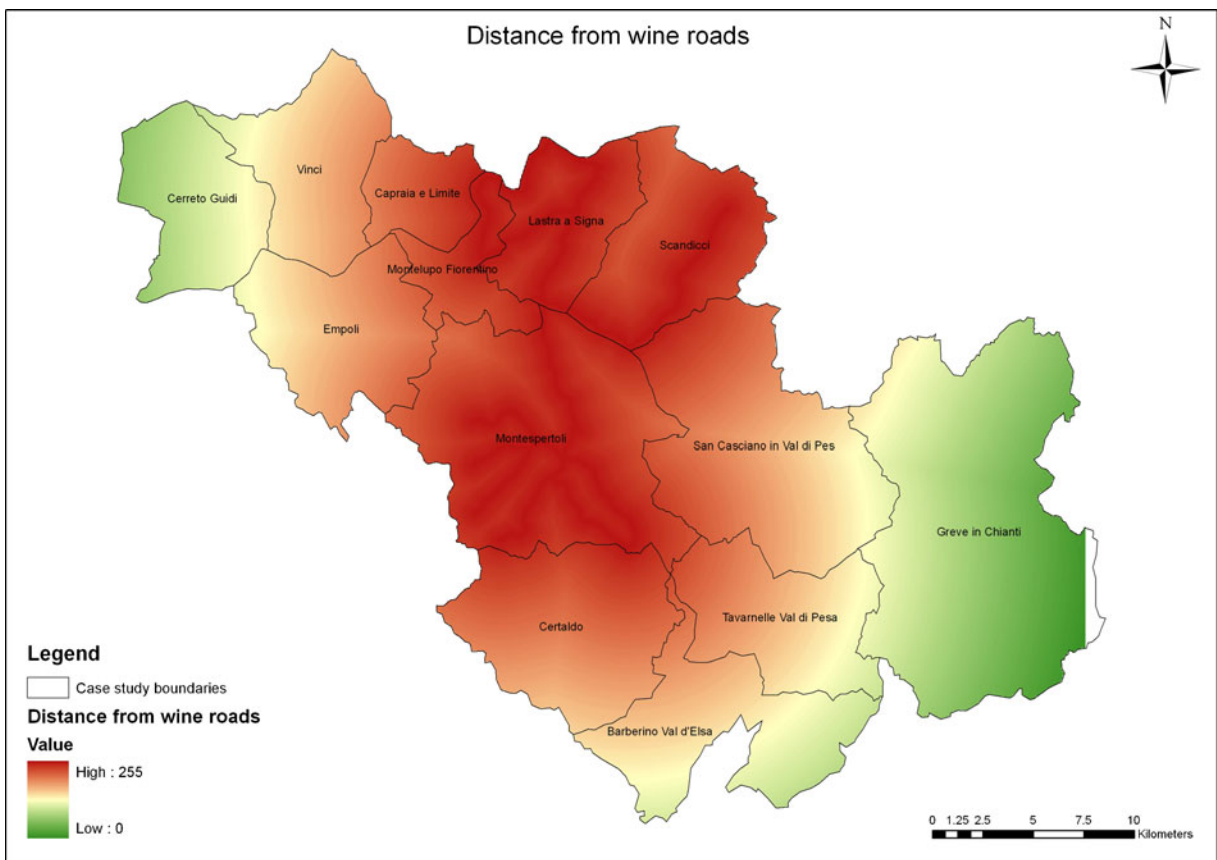 Distance from wine roads
N
Vinci
Capraia e Limite
Cerreto Guidi
Lastra a Signa
Scandicci
Montelupo Fiorentino
Empoli
Montespertoli
San Casciano in Val di Pes
Greve in Chianti
Tavarnelle Val di Pesa
Certaldo
Barberino Val d'Elsa
Legend
Case study boundaries
Distance from wine roads
Value
High : 255
Low : 0
0 1.25 2.5 5 7.5 10
Kilometers